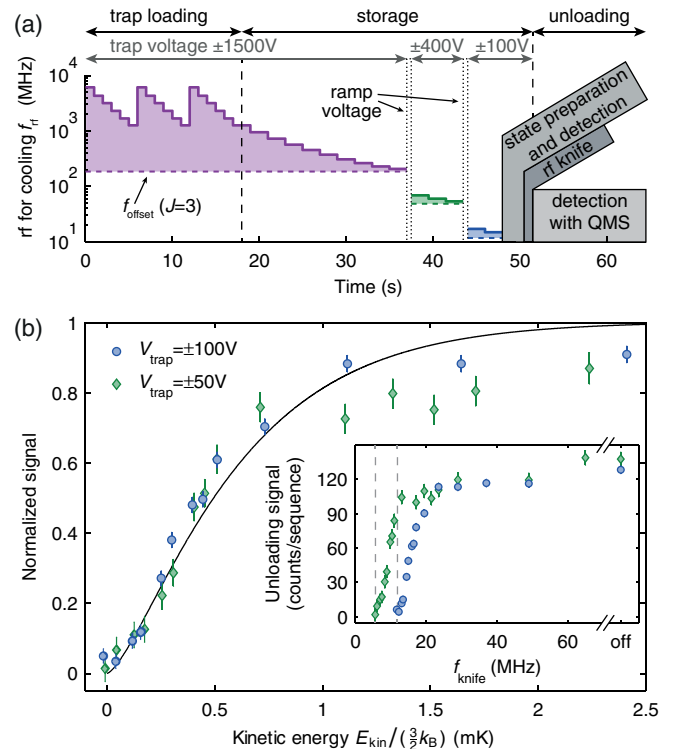 (a)
trap loading
storage
unloading
trap voltage ±1500V
±400V
±100V
rf for cooling f_rf (MHz)
10^4
10^3
10^2
10^1
ramp
voltage
f_offset (J=3)
state preparation
and detection
rf knife
detection
with QMS
0
10
20
30
40
50
60
Time (s)
(b)
V_trap=±100V
V_trap=±50V
Normalized signal
1
0.8
0.6
0.4
0.2
0
Unloading signal
(counts/sequence)
120
90
60
30
0
0
20
40
60
off
f_knife (MHz)
0
0.5
1
1.5
2
2.5
Kinetic energy E_kin/(3/2 k_B) (mK)